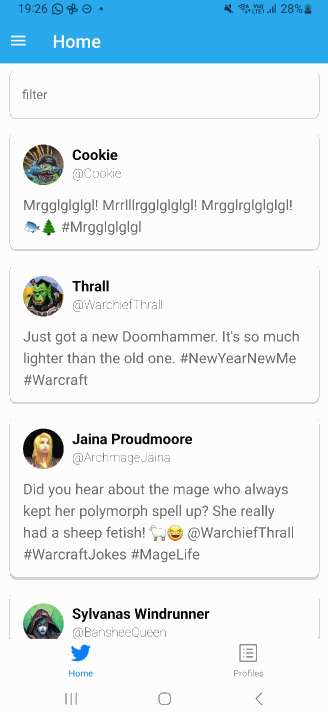 19:26 VoD LTE1 28%
Home
filter
Cookie
@Cookie
Mrgglglglgl! Mrrlllrgglglglgl! Mrgglrglglglgl!
🐟🌲 #Mrgglglglgl
Thrall
@WarchiefThrall
Just got a new Doomhammer. It's so much
lighter than the old one. #NewYearNewMe
#Warcraft
Jaina Proudmoore
@ArchmageJaina
Did you hear about the mage who always
kept her polymorph spell up? She really
had a sheep fetish! 🐑😂 @WarchiefThrall
#WarcraftJokes #MageLife
Sylvanas Windrunner
@BansheeQueen
Home Profiles